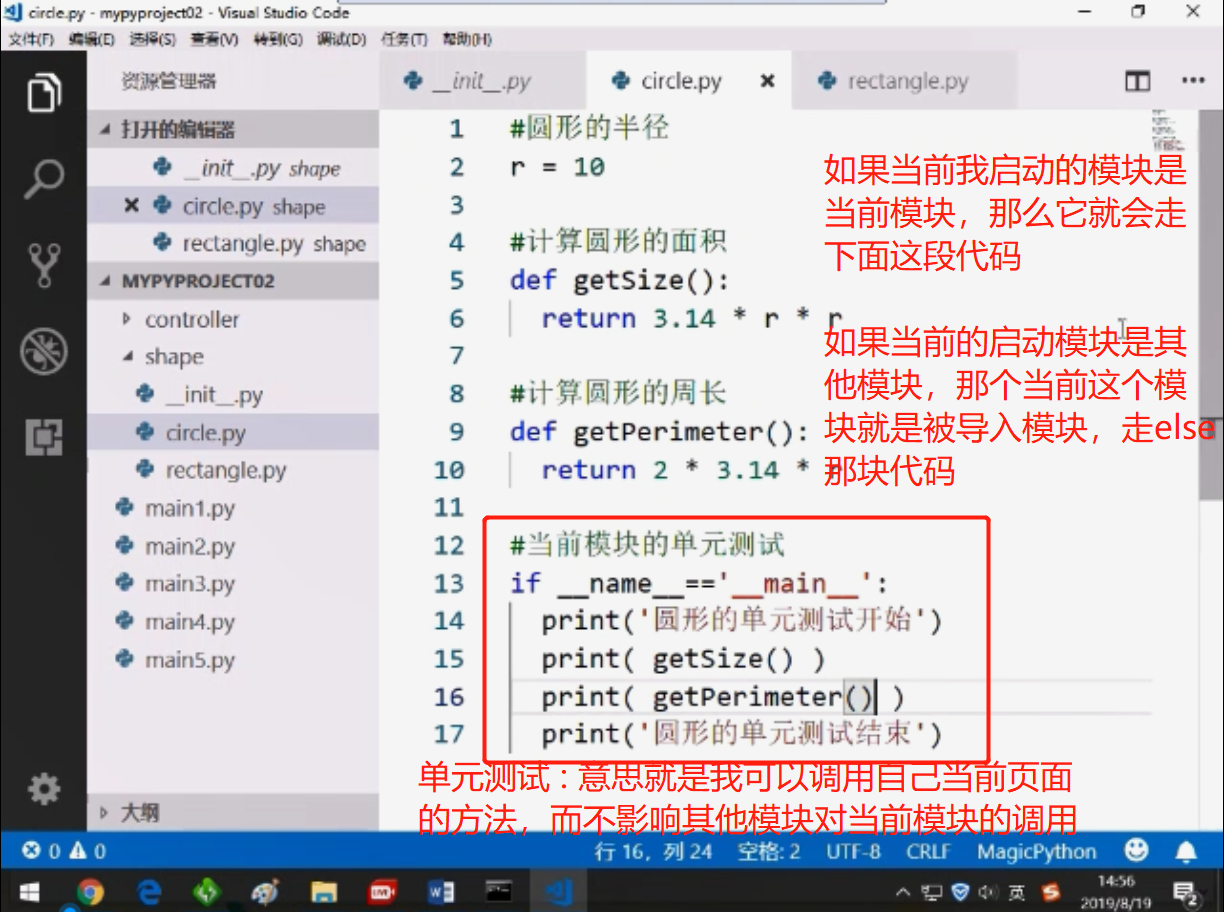 circle.py - mypyproject02 - Visual Studio Code
文件(F) 编辑(E) 选择(S) 查看(V) 转到(G) 调试(D) 任务(T) 帮助(H)
资源管理器
打开的编辑器
__init__.py shape
circle.py shape
rectangle.py shape
MYPYPROJECT02
controller
shape
__init__.py
circle.py
rectangle.py
main1.py
main2.py
main3.py
main4.py
main5.py
大纲
__init__.py circle.py rectangle.py
1 #圆形的半径
2 r = 10
3
4 #计算圆形的面积
5 def getSize():
6 return 3.14 * r * r
7
8 #计算圆形的周长
9 def getPerimeter():
10 return 2 * 3.14 * r
11
12 #当前模块的单元测试
13 if __name__=='__main__':
14 print('圆形的单元测试开始')
15 print( getSize() )
16 print( getPerimeter() )
17 print('圆形的单元测试结束')
如果当前我启动的模块是
当前模块，那么它就会走
下面这段代码
如果当前的启动模块是其
他模块，那个当前这个模
块就是被导入模块，走else
那块代码
单元测试：意思就是我可以调用自己当前页面
的方法，而不影响其他模块对当前模块的调用
0 0 行 16，列 24 空格: 2 UTF-8 CRLF MagicPython
LIVE 英 14:56
2019/8/19 2